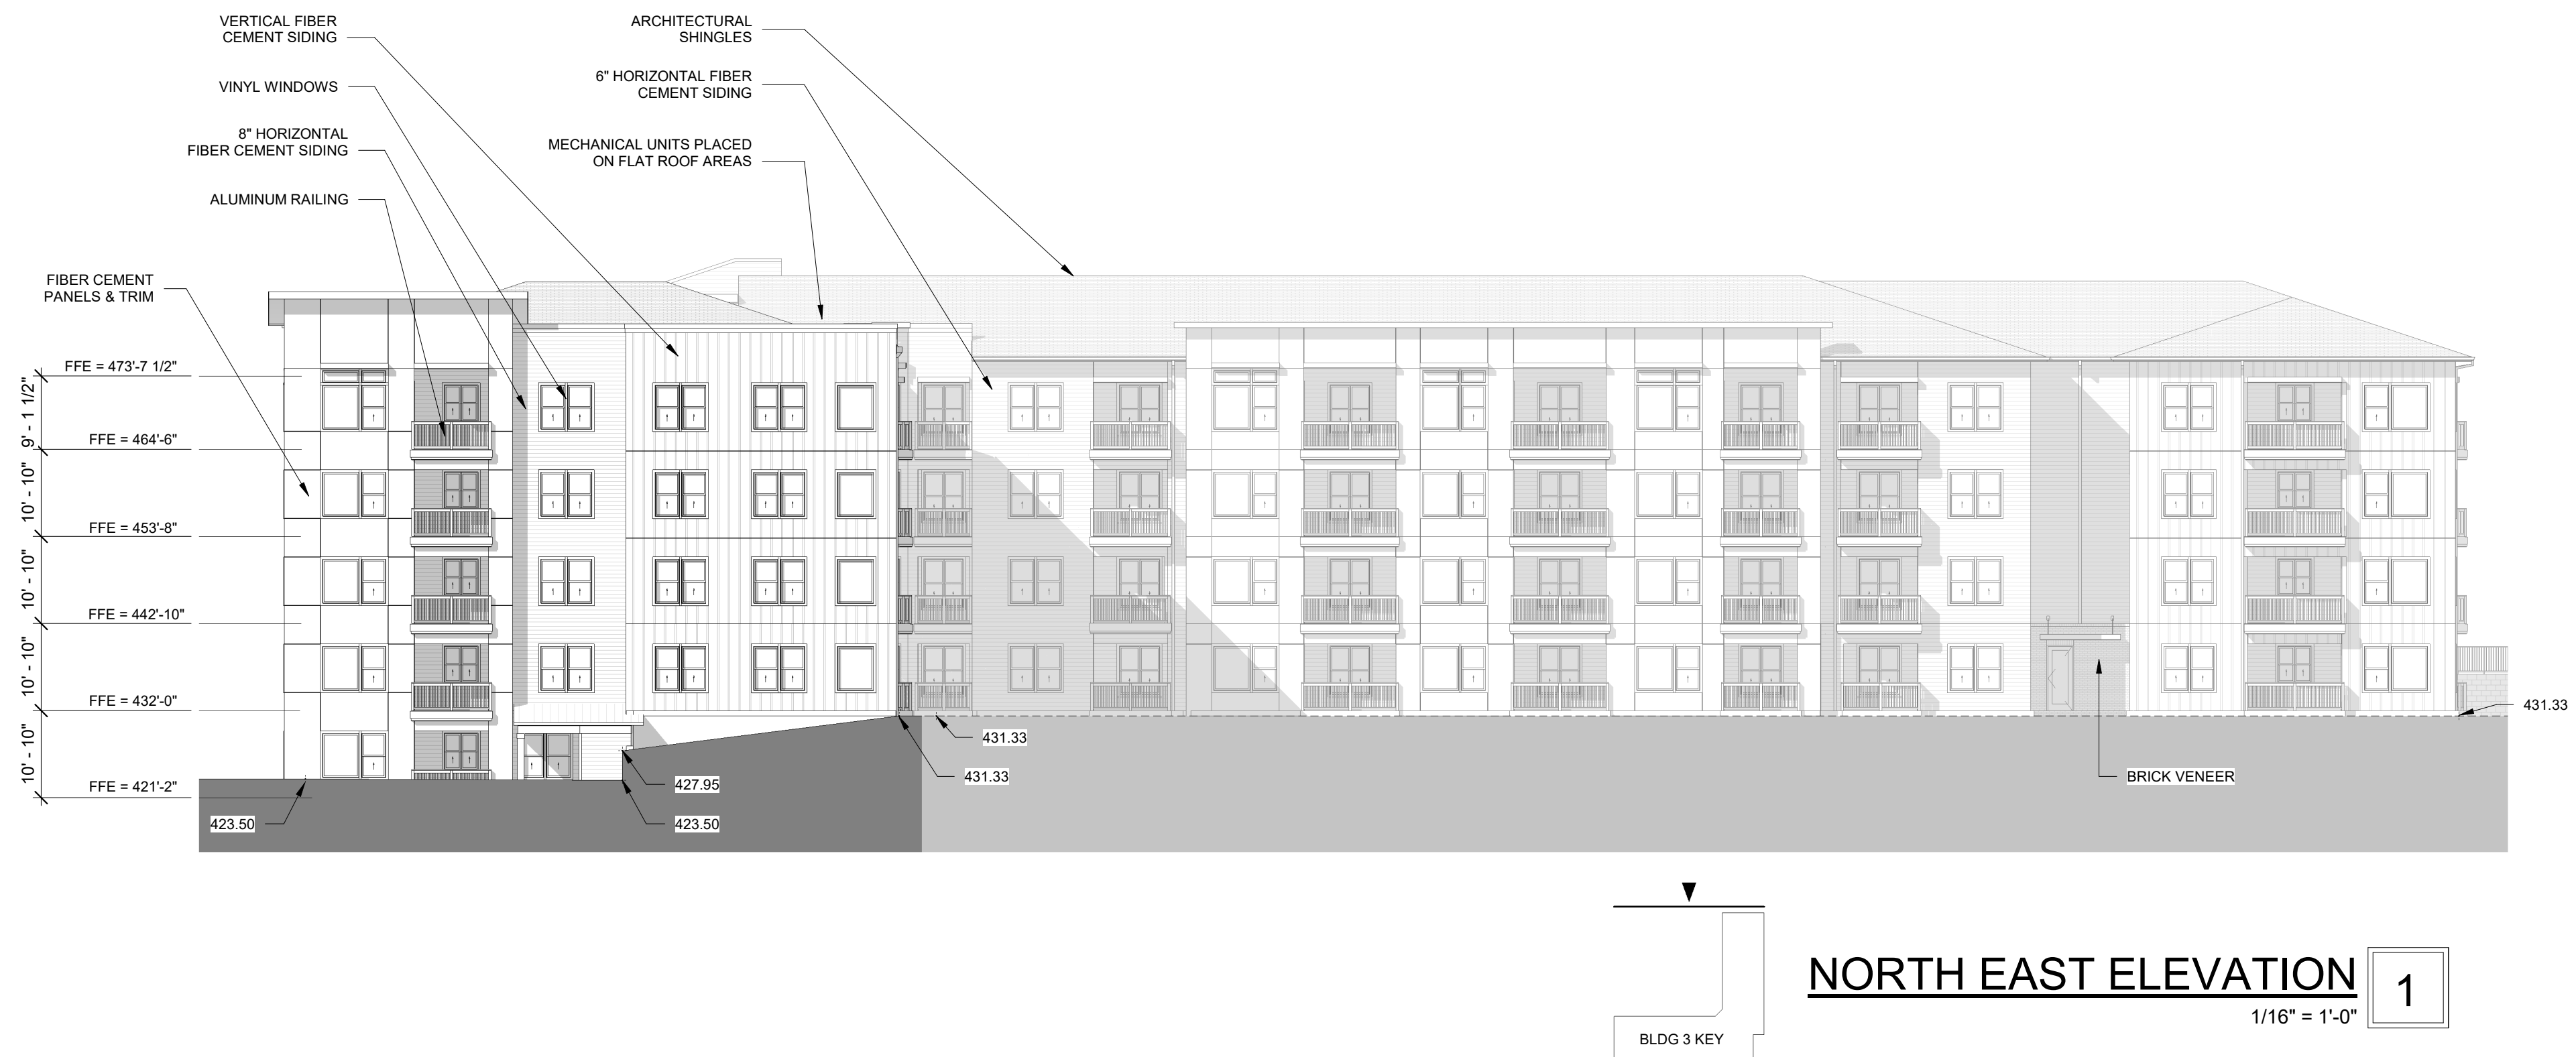 VERTICAL FIBER
CEMENT SIDING
VINYL WINDOWS
8" HORIZONTAL
FIBER CEMENT SIDING
ALUMINUM RAILING
FIBER CEMENT
PANELS & TRIM
ARCHITECTURAL
SHINGLES
6" HORIZONTAL FIBER
CEMENT SIDING
MECHANICAL UNITS PLACED
ON FLAT ROOF AREAS
FFE = 473'-7 1/2"
9' - 1 1/2"
FFE = 464'-6"
10' - 10"
FFE = 453'-8"
10' - 10"
FFE = 442'-10"
10' - 10"
FFE = 432'-0"
10' - 10"
FFE = 421'-2"
423.50
427.95
423.50
431.33
431.33
431.33
BRICK VENEER
BLDG 3 KEY
NORTH EAST ELEVATION
1
1/16" = 1'-0"